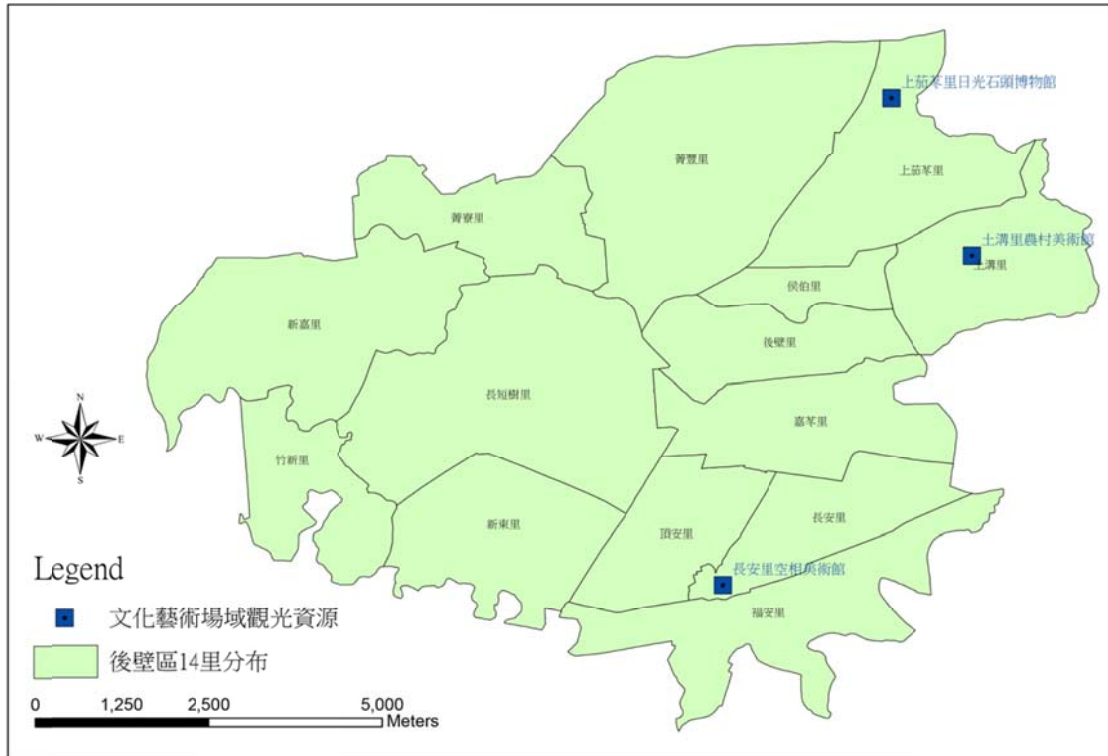 上茄苳里日光石頭博物館
菁豐里
上茄苳里
菁寮里
土溝里農村美術館
土溝里
侯伯里
新嘉里
後壁里
長短樹里
嘉苳里
N
W
E
S
竹新里
新東里
頂安里
長安里
長安里空相美術館
福安里
Legend
文化藝術場域觀光資源
後壁區14里分布
0 1,250 2,500 5,000
Meters